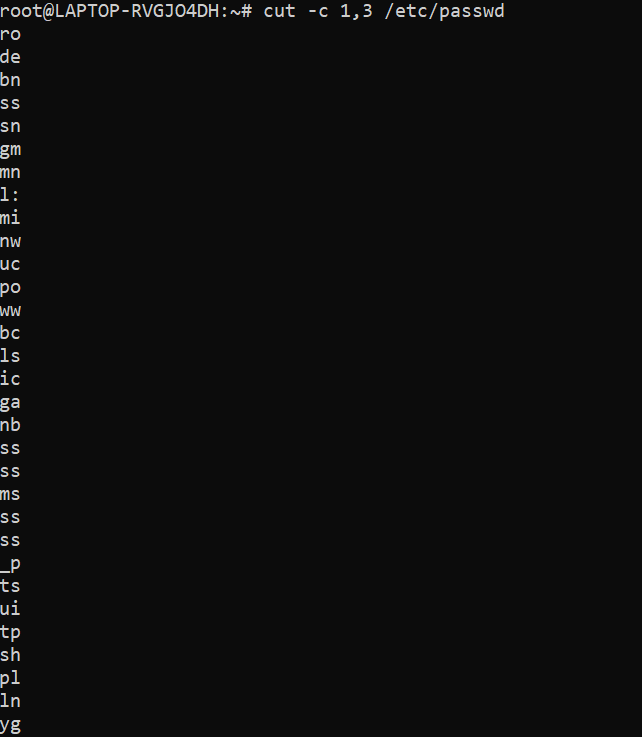 root@LAPTOP-RVGJO4DH:~# cut -c 1,3 /etc/passwd
ro
de
bn
ss
sn
gm
mn
l:
mi
nw
uc
po
ww
bc
ls
ic
ga
nb
ss
ss
ms
ss
ss
_p
ts
ui
tp
sh
pl
ln
yg